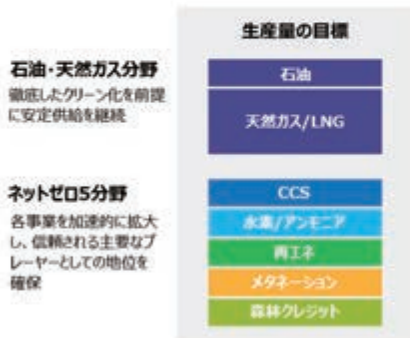 生産量の目標
石油・天然ガス分野
徹底したクリーン化を前提
に安定供給を継続
石油
天然ガス/LNG
ネットゼロ5分野
各事業を加速的に拡大
し、信頼される主要なプ
レーヤーとしての地位を
確保
CCS
水素/アンモニア
再エネ
メタネーション
森林クレジット